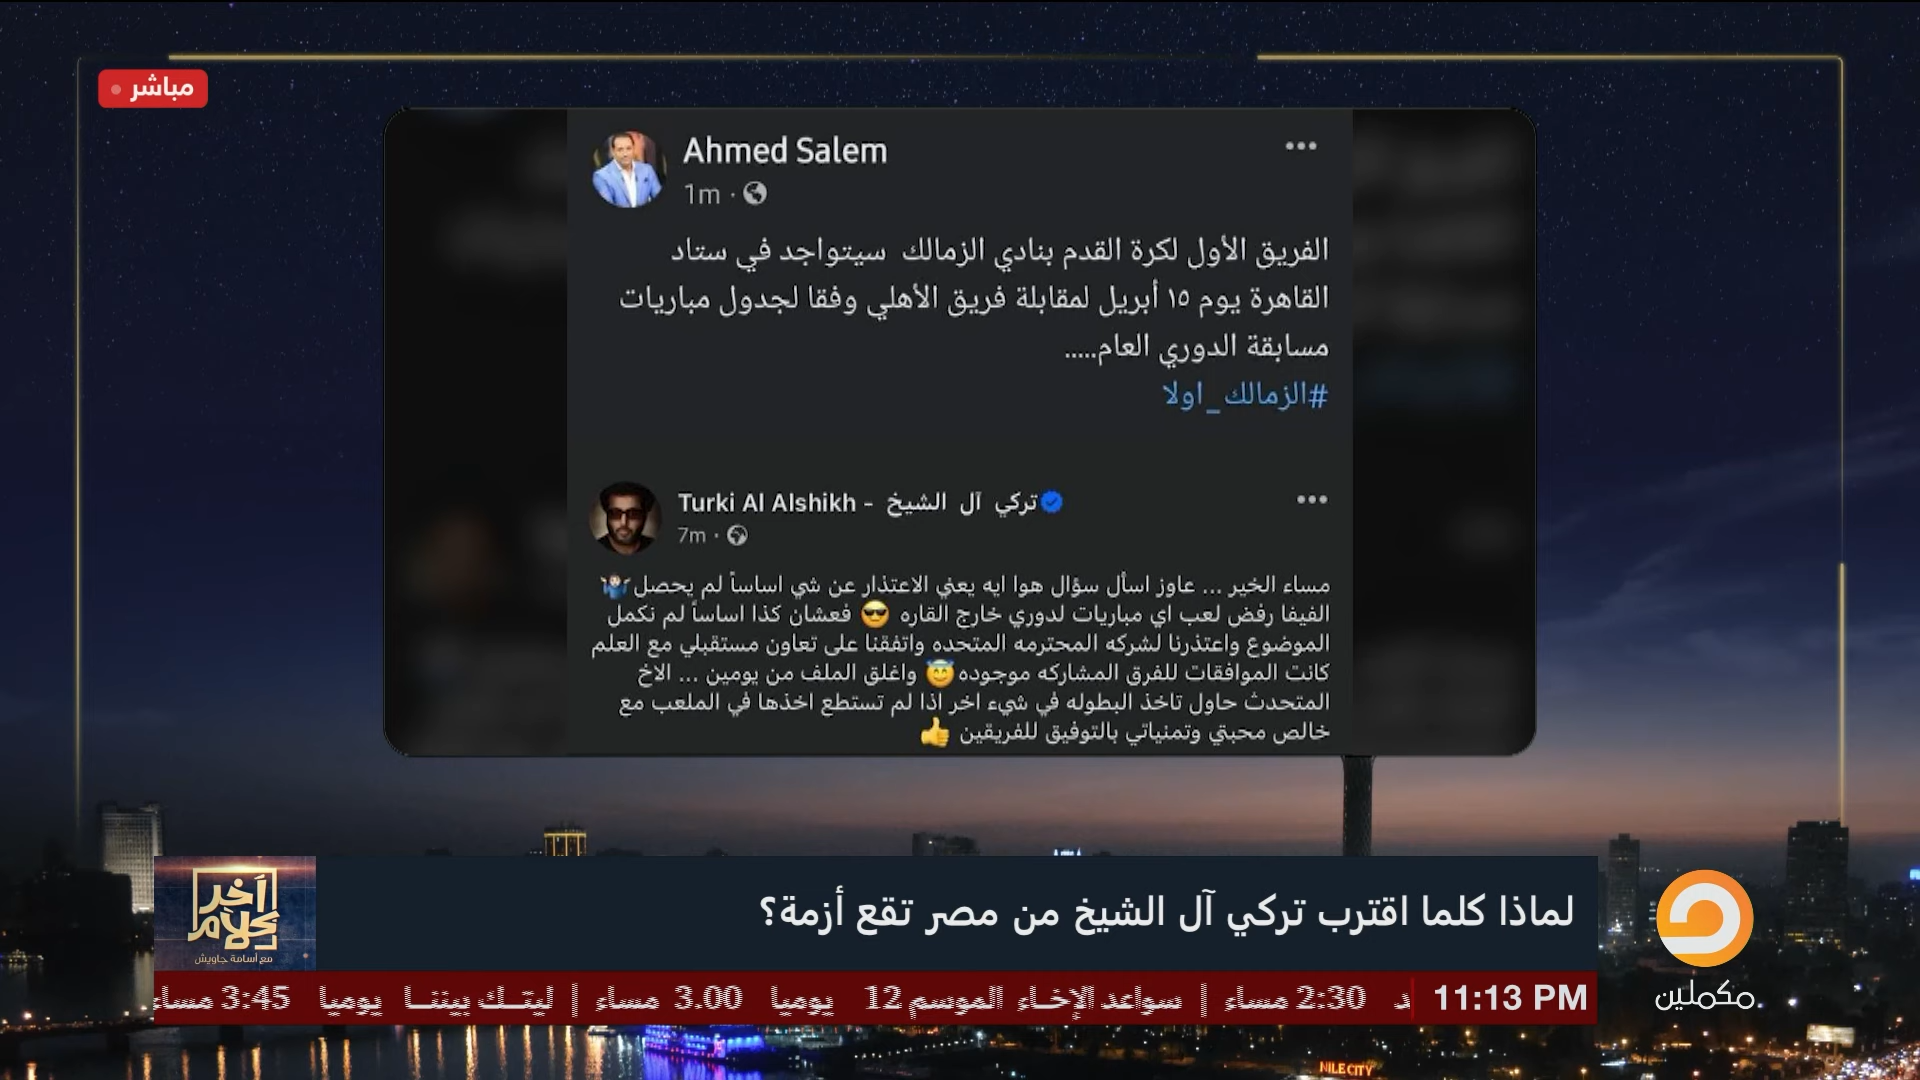 مباشر
Ahmed Salem
1m
الفريق الأول لكرة القدم بنادي الزمالك سيتواجد في ستاد
القاهرة يوم ١٥ أبريل لمقابلة فريق الأهلي وفقا لجدول مباريات
مسابقة الدوري العام.....
#الزمالك_اولا
Turki Al Alshikh - تركي آل الشيخ
7m
مساء الخير ... عاوز اسأل سؤال هوا ايه يعني الاعتذار عن شي اساساً لم يحصل🤷🏻‍♂️
الفيفا رفض لعب اي مباريات لدوري خارج القاره 😎 فعشان كذا اساساً لم نكمل
الموضوع واعتذرنا لشركه المحترمه المتحده واتفقنا على تعاون مستقبلي مع العلم
كانت الموافقات للفرق المشاركه موجوده😇 واغلق الملف من يومين ... الاخ
المتحدث حاول تاخذ البطوله في شيء اخر اذا لم تستطع اخذها في الملعب مع
خالص محبتي وتمنياتي بالتوفيق للفريقين 👍
لماذا كلما اقترب تركي آل الشيخ من مصر تقع أزمة؟
آخر كلام
مع أسامة جاويش
مكملين
11:13 PM
د 2:30 مساء | سواعد الإخـاء الموسم 12 يوميا 3.00 مساء | ليتـك بيننـا يوميا 3:45 مساء
NILE CITY